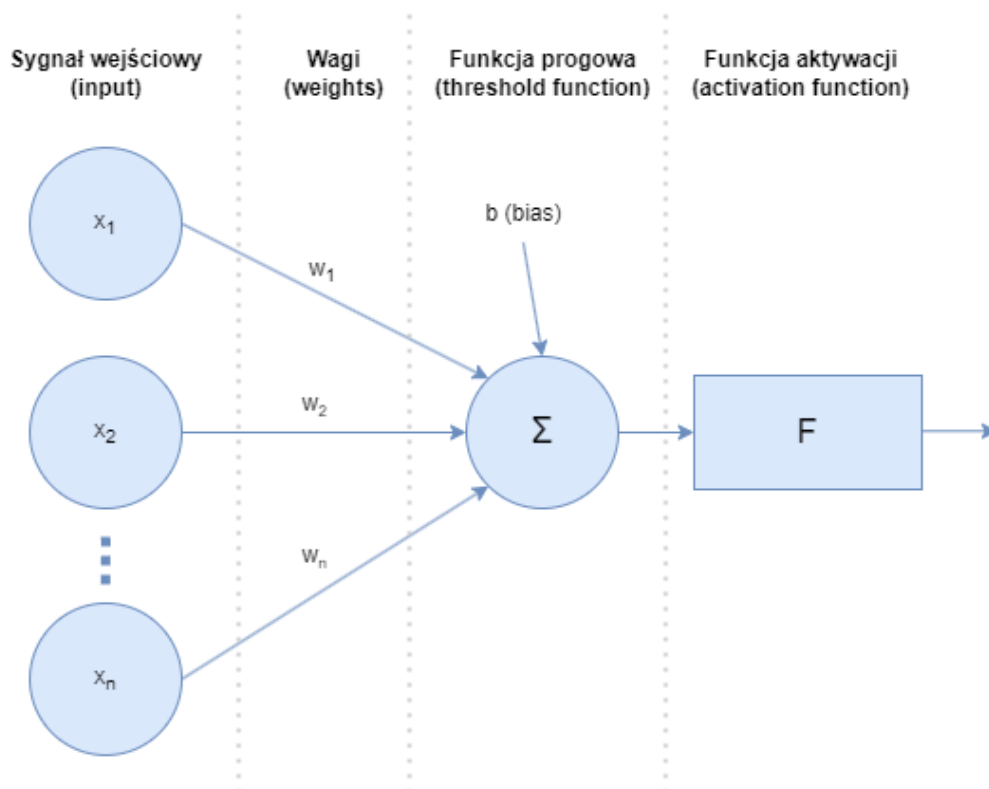 Sygnał wejściowy
(input)
Wagi
(weights)
Funkcja progowa
(threshold function)
Funkcja aktywacji
(activation function)
x₁
w₁
b (bias)
x₂
w₂
Σ
F
wₙ
xₙ